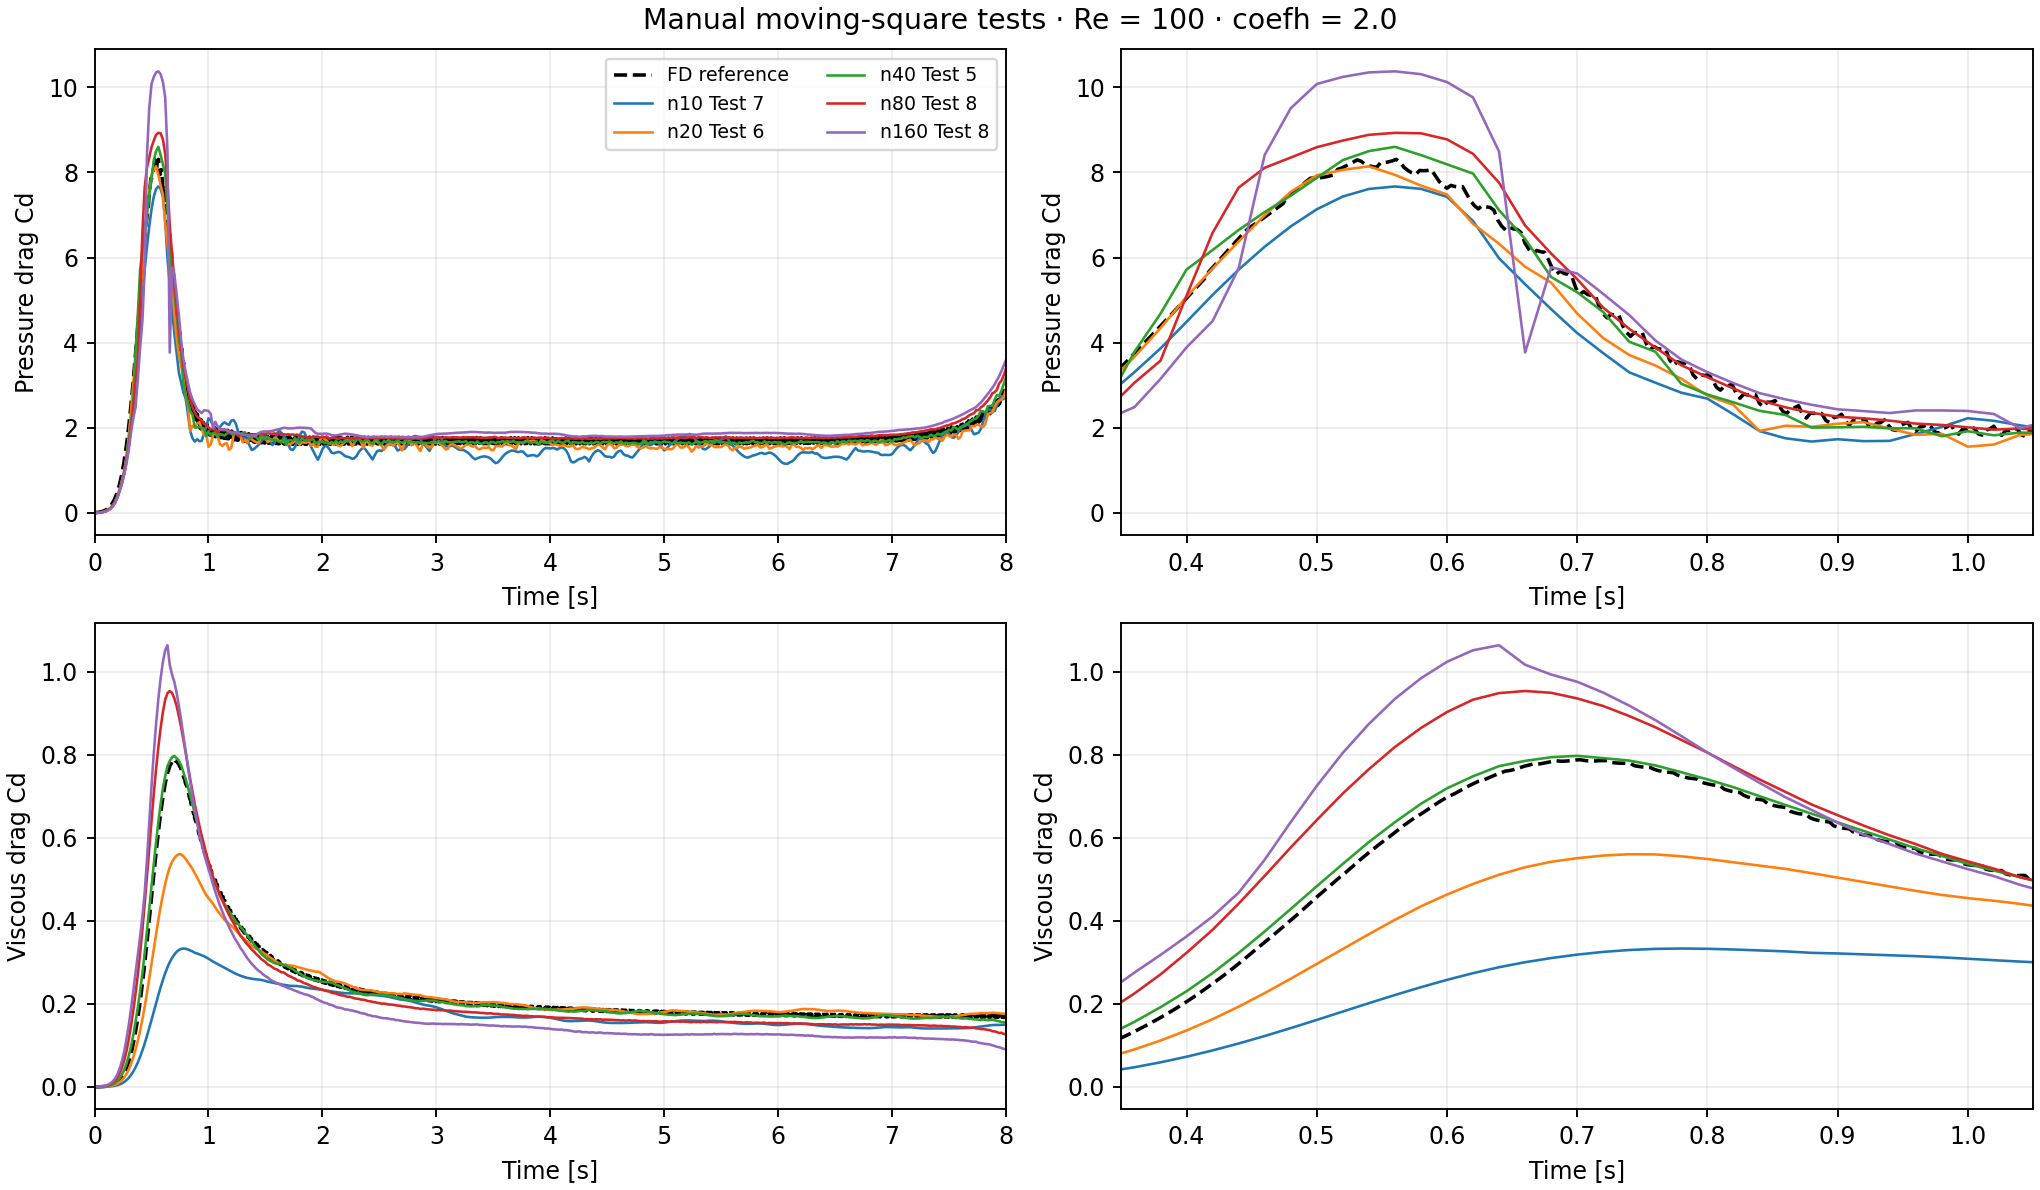 Manual moving-square tests · Re = 100 · coefh = 2.0
Pressure drag Cd
10
8
6
4
2
0
FD reference
n10 Test 7
n20 Test 6
n40 Test 5
n80 Test 8
n160 Test 8
0 1 2 3 4 5 6 7 8
Time [s]
Pressure drag Cd
10
8
6
4
2
0
0.4 0.5 0.6 0.7 0.8 0.9 1.0
Time [s]
Viscous drag Cd
1.0
0.8
0.6
0.4
0.2
0.0
0 1 2 3 4 5 6 7 8
Time [s]
Viscous drag Cd
1.0
0.8
0.6
0.4
0.2
0.0
0.4 0.5 0.6 0.7 0.8 0.9 1.0
Time [s]